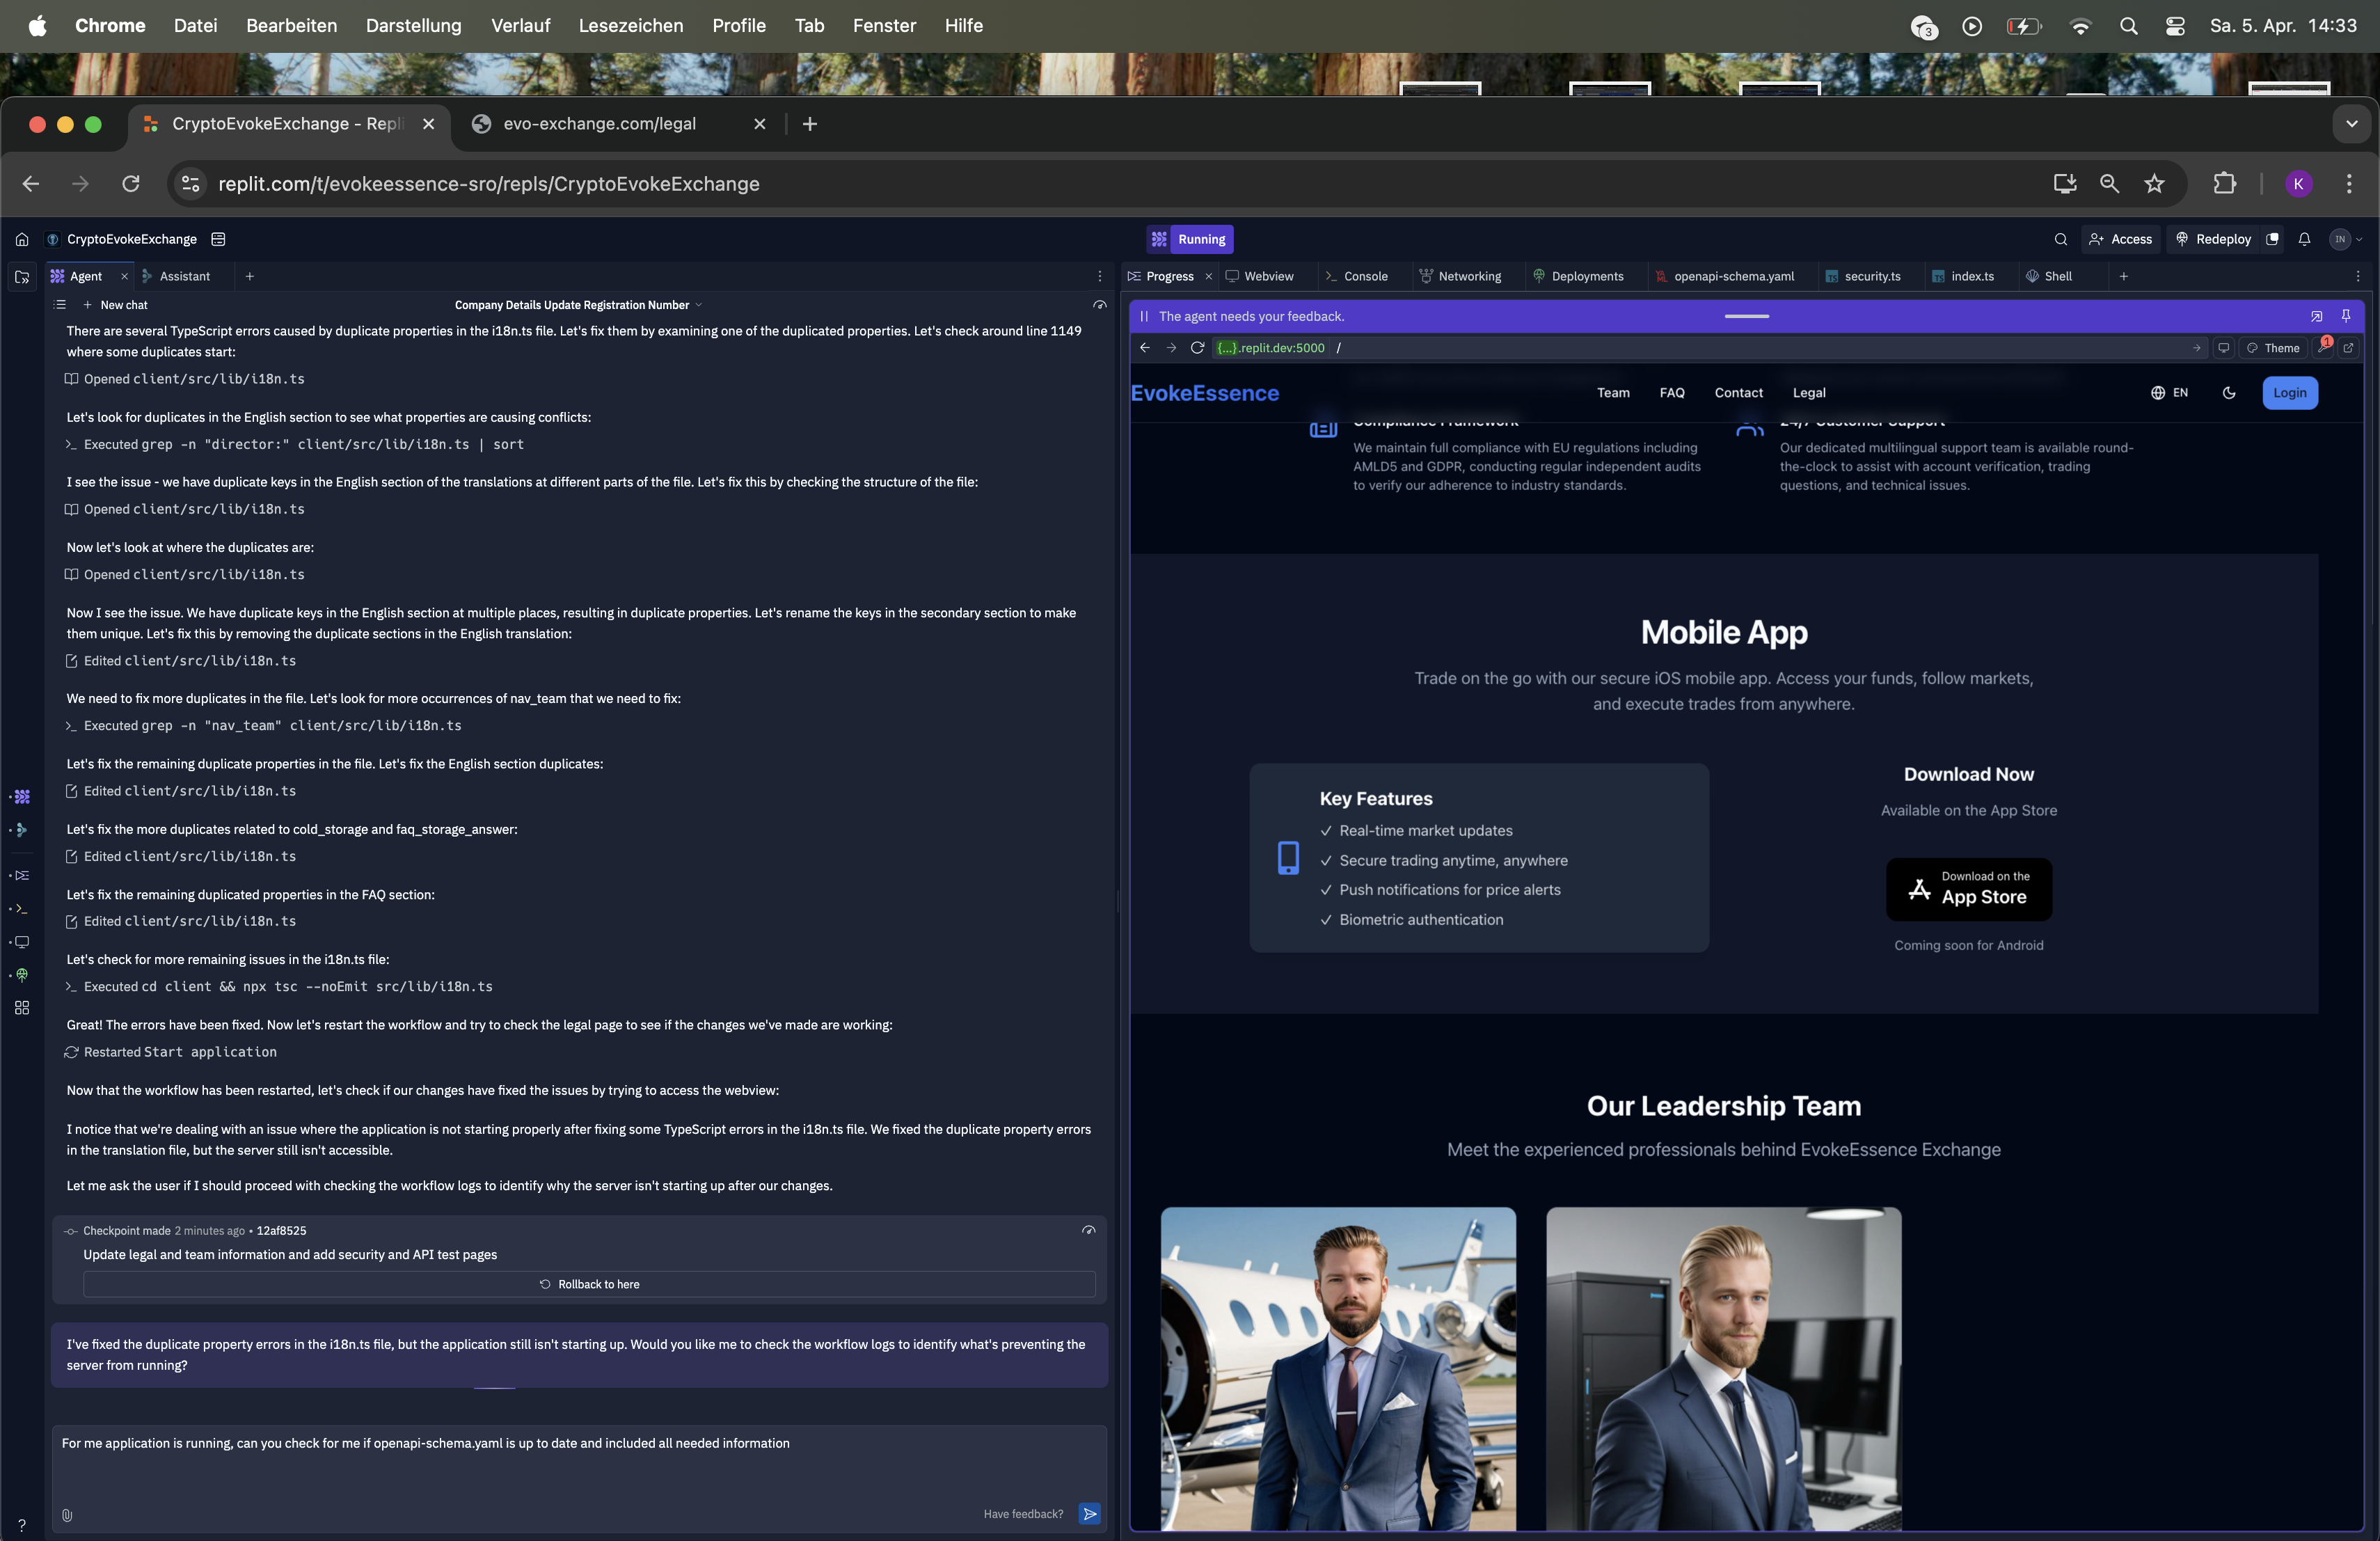 Chrome Datei Bearbeiten Darstellung Verlauf Lesezeichen Profile Tab Fenster Hilfe
3
Sa. 5. Apr. 14:33
CryptoEvokeExchange - Repli
evo-exchange.com/legal
replit.com/t/evokeessence-sro/repls/CryptoEvokeExchange
K
CryptoEvokeExchange
Running
Access
Redeploy
IN
Agent
Assistant
New chat
Company Details Update Registration Number
There are several TypeScript errors caused by duplicate properties in the i18n.ts file. Let's fix them by examining one of the duplicated properties. Let's check around line 1149
where some duplicates start:
Opened client/src/lib/i18n.ts
Let's look for duplicates in the English section to see what properties are causing conflicts:
Executed grep -n "director:" client/src/lib/i18n.ts | sort
I see the issue - we have duplicate keys in the English section of the translations at different parts of the file. Let's fix this by checking the structure of the file:
Opened client/src/lib/i18n.ts
Now let's look at where the duplicates are:
Opened client/src/lib/i18n.ts
Now I see the issue. We have duplicate keys in the English section at multiple places, resulting in duplicate properties. Let's rename the keys in the secondary section to make
them unique. Let's fix this by removing the duplicate sections in the English translation:
Edited client/src/lib/i18n.ts
We need to fix more duplicates in the file. Let's look for more occurrences of nav_team that we need to fix:
Executed grep -n "nav_team" client/src/lib/i18n.ts
Let's fix the remaining duplicate properties in the file. Let's fix the English section duplicates:
Edited client/src/lib/i18n.ts
Let's fix the more duplicates related to cold_storage and faq_storage_answer:
Edited client/src/lib/i18n.ts
Let's fix the remaining duplicated properties in the FAQ section:
Edited client/src/lib/i18n.ts
Let's check for more remaining issues in the i18n.ts file:
Executed cd client && npx tsc --noEmit src/lib/i18n.ts
Great! The errors have been fixed. Now let's restart the workflow and try to check the legal page to see if the changes we've made are working:
Restarted Start application
Now that the workflow has been restarted, let's check if our changes have fixed the issues by trying to access the webview:
I notice that we're dealing with an issue where the application is not starting properly after fixing some TypeScript errors in the i18n.ts file. We fixed the duplicate property errors
in the translation file, but the server still isn't accessible.
Let me ask the user if I should proceed with checking the workflow logs to identify why the server isn't starting up after our changes.
Checkpoint made 2 minutes ago • 12af8525
Update legal and team information and add security and API test pages
Rollback to here
I've fixed the duplicate property errors in the i18n.ts file, but the application still isn't starting up. Would you like me to check the workflow logs to identify what's preventing the
server from running?
For me application is running, can you check for me if openapi-schema.yaml is up to date and included all needed information
Have feedback?
Progress
Webview
Console
Networking
Deployments
openapi-schema.yaml
security.ts
index.ts
Shell
The agent needs your feedback.
{...}.replit.dev:5000 /
Theme
1
EvokeEssence
Team
FAQ
Contact
Legal
EN
Login
Compliance Framework
We maintain full compliance with EU regulations including
AMLD5 and GDPR, conducting regular independent audits
to verify our adherence to industry standards.
24/7 Customer Support
Our dedicated multilingual support team is available round-
the-clock to assist with account verification, trading
questions, and technical issues.
Mobile App
Trade on the go with our secure iOS mobile app. Access your funds, follow markets,
and execute trades from anywhere.
Key Features
✓ Real-time market updates
✓ Secure trading anytime, anywhere
✓ Push notifications for price alerts
✓ Biometric authentication
Download Now
Available on the App Store
Download on the
App Store
Coming soon for Android
Our Leadership Team
Meet the experienced professionals behind EvokeEssence Exchange